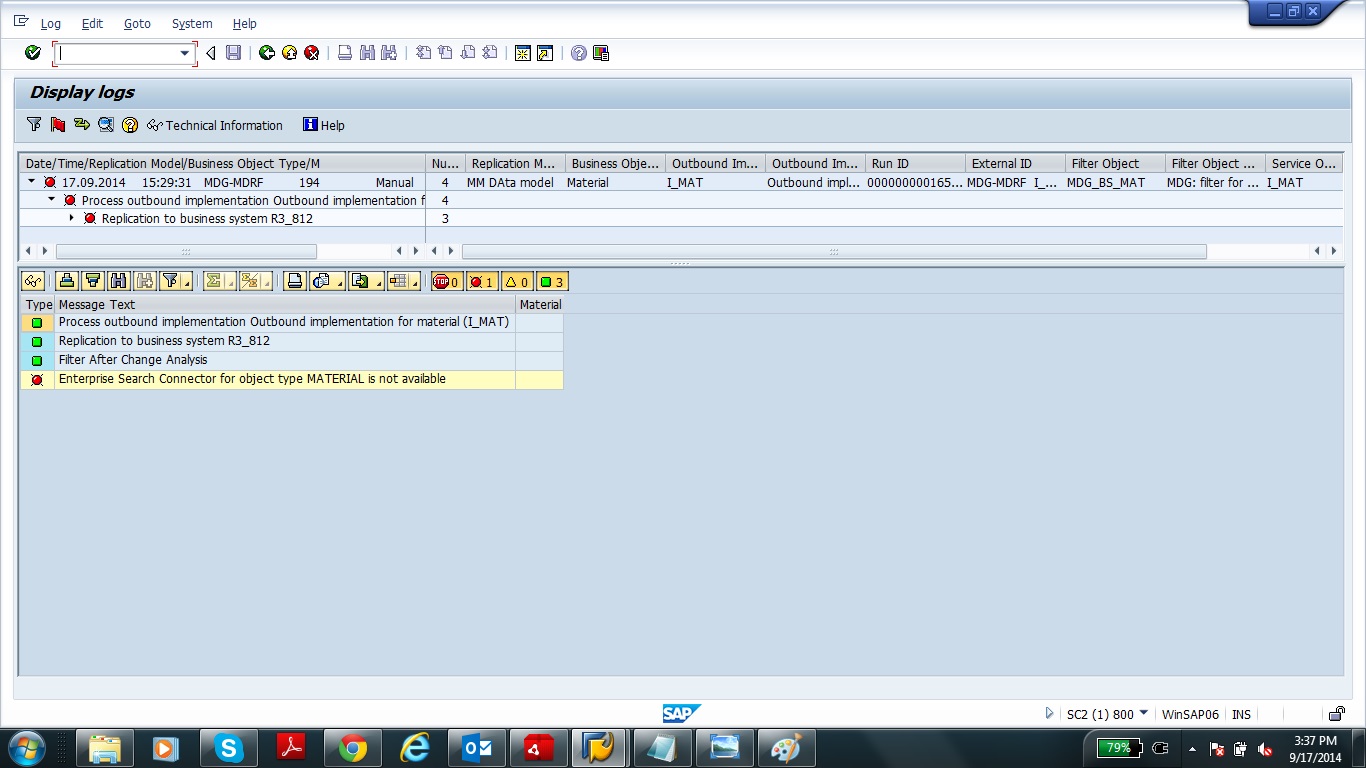 Log Edit Goto System Help
Display logs
Technical Information Help
Date/Time/Replication Model/Business Object Type/M Nu... Replication M... Business Obje... Outbound Im... Outbound Im... Run ID External ID Filter Object Filter Object ... Service O...
17.09.2014 15:29:31 MDG-MDRF 194 Manual 4 MM DAta model Material I_MAT Outbound impl... 000000000165... MDG-MDRF I_... MDG_BS_MAT MDG: filter for ... I_MAT
Process outbound implementation Outbound implementation f 4
Replication to business system R3_812 3
STOP 0 1 0 3
Type Message Text Material
Process outbound implementation Outbound implementation for material (I_MAT)
Replication to business system R3_812
Filter After Change Analysis
Enterprise Search Connector for object type MATERIAL is not available
SAP
SC2 (1) 800 WinSAP06 INS
79% 3:37 PM
9/17/2014